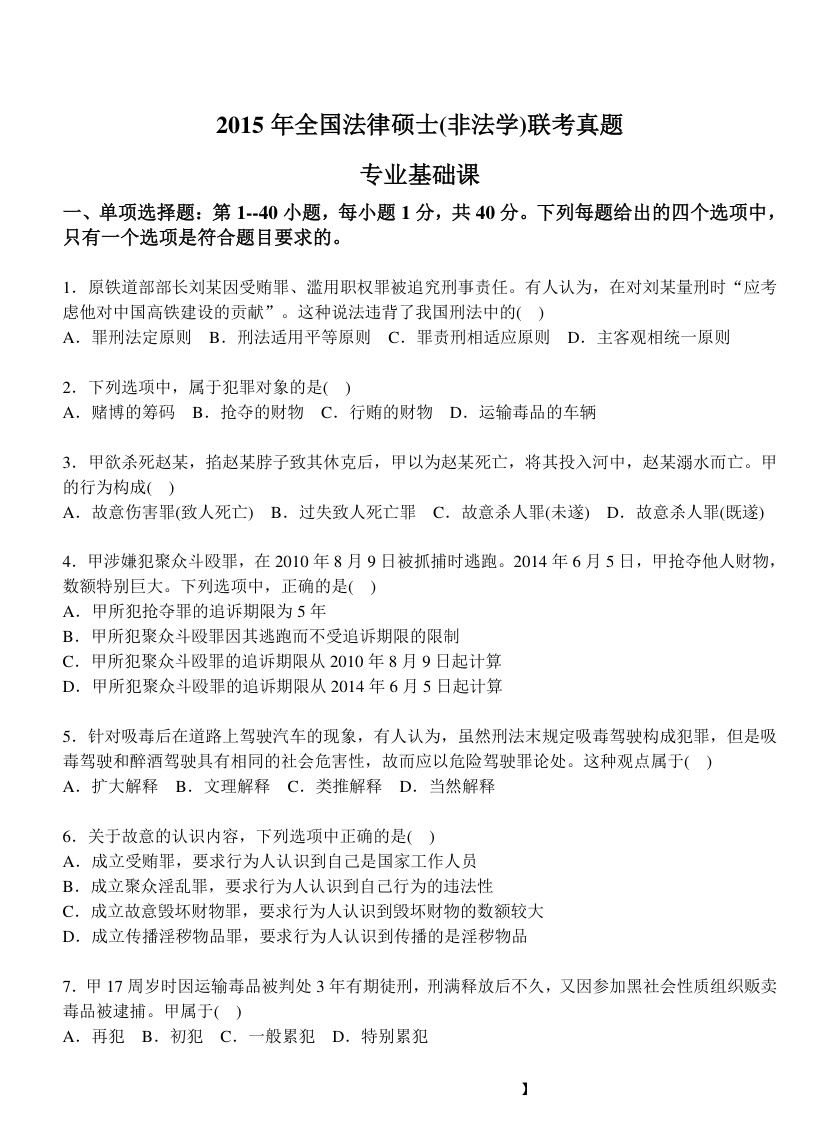 2015 年全国法律硕士(非法学)联考真题
专业基础课
一、单项选择题：第 1--40 小题，每小题 1 分，共 40 分。下列每题给出的四个选项中，
只有一个选项是符合题目要求的。
1．原铁道部部长刘某因受贿罪、滥用职权罪被追究刑事责任。有人认为，在对刘某量刑时“应考
虑他对中国高铁建设的贡献”。这种说法违背了我国刑法中的(　)
A．罪刑法定原则　B．刑法适用平等原则　C．罪责刑相适应原则　D．主客观相统一原则
2．下列选项中，属于犯罪对象的是(　)
A．赌博的筹码　B．抢夺的财物　C．行贿的财物　D．运输毒品的车辆
3．甲欲杀死赵某，掐赵某脖子致其休克后，甲以为赵某死亡，将其投入河中，赵某溺水而亡。甲
的行为构成(　)
A．故意伤害罪(致人死亡)　B．过失致人死亡罪　C．故意杀人罪(未遂)　D．故意杀人罪(既遂)
4．甲涉嫌犯聚众斗殴罪，在 2010 年 8 月 9 日被抓捕时逃跑。2014 年 6 月 5 日，甲抢夺他人财物，
数额特别巨大。下列选项中，正确的是(　)
A．甲所犯抢夺罪的追诉期限为 5 年
B．甲所犯聚众斗殴罪因其逃跑而不受追诉期限的限制
C．甲所犯聚众斗殴罪的追诉期限从 2010 年 8 月 9 日起计算
D．甲所犯聚众斗殴罪的追诉期限从 2014 年 6 月 5 日起计算
5．针对吸毒后在道路上驾驶汽车的现象，有人认为，虽然刑法末规定吸毒驾驶构成犯罪，但是吸
毒驾驶和醉酒驾驶具有相同的社会危害性，故而应以危险驾驶罪论处。这种观点属于(　)
A．扩大解释　B．文理解释　C．类推解释　D．当然解释
6．关于故意的认识内容，下列选项中正确的是(　)
A．成立受贿罪，要求行为人认识到自己是国家工作人员
B．成立聚众淫乱罪，要求行为人认识到自己行为的违法性
C．成立故意毁坏财物罪，要求行为人认识到毁坏财物的数额较大
D．成立传播淫秽物品罪，要求行为人认识到传播的是淫秽物品
7．甲 17 周岁时因运输毒品被判处 3 年有期徒刑，刑满释放后不久，又因参加黑社会性质组织贩卖
毒品被逮捕。甲属于(　)
A．再犯　B．初犯　C．一般累犯　D．特别累犯
】